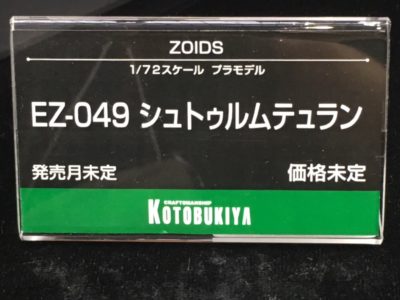 ZOIDS
1/72スケール プラモデル
EZ-049 シュトゥルムテュラン
発売月未定 価格未定
CRAFTSMANSHIP
KOTOBUKIYA